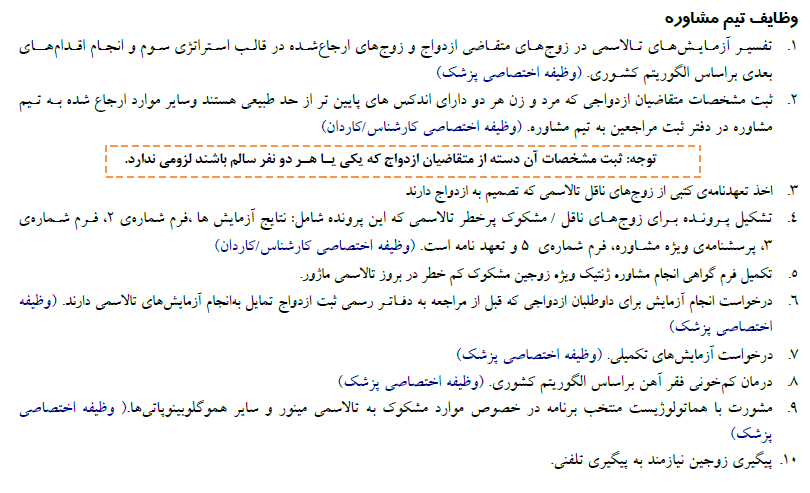 وظایف تیم مشاوره
۱. تفسیر آزمایش‌های تالاسمی در زوج‌های متقاضی ازدواج و زوج‌های ارجاع‌شده در قالب استراتژی سوم و انجام اقدام‌های
بعدی براساس الگوریتم کشوری. (وظیفه اختصاصی پزشک)
۲. ثبت مشخصات متقاضیان ازدواجی که مرد و زن هر دو دارای اندکس های پایین تر از حد طبیعی هستند وسایر موارد ارجاع شده به تیم
مشاوره در دفتر ثبت مراجعین به تیم مشاوره. (وظیفه اختصاصی کارشناس/کاردان)
توجه: ثبت مشخصات آن دسته از متقاضیان ازدواج که یکی یا هر دو نفر سالم باشند لزومی ندارد.
۳. اخذ تعهدنامه‌ی کتبی از زوج‌های ناقل تالاسمی که تصمیم به ازدواج دارند
۴. تشکیل پرونده برای زوج‌های ناقل / مشکوک پرخطر تالاسمی که این پرونده شامل: نتایج آزمایش ها ،فرم شماره‌ی ۲، فرم شماره‌ی
۳، پرسشنامه‌ی ویژه مشاوره، فرم شماره‌ی ۵ و تعهد نامه است. (وظیفه اختصاصی کارشناس/کاردان)
۵. تکمیل فرم گواهی انجام مشاوره ژنتیک ویژه زوجین مشکوک کم خطر در بروز تالاسمی ماژور.
۶. درخواست انجام آزمایش برای داوطلبان ازدواجی که قبل از مراجعه به دفاتر رسمی ثبت ازدواج تمایل به‌انجام آزمایش‌های تالاسمی دارند. (وظیفه
اختصاصی پزشک)
۷. درخواست آزمایش‌های تکمیلی. (وظیفه اختصاصی پزشک)
۸. درمان کم‌خونی فقر آهن براساس الگوریتم کشوری. (وظیفه اختصاصی پزشک)
۹. مشورت با هماتولوژیست منتخب برنامه در خصوص موارد مشکوک به تالاسمی مینور و سایر هموگلوبینوپاتی‌ها.( وظیفه اختصاصی
پزشک)
۱۰. پیگیری زوجین نیازمند به پیگیری تلفنی.